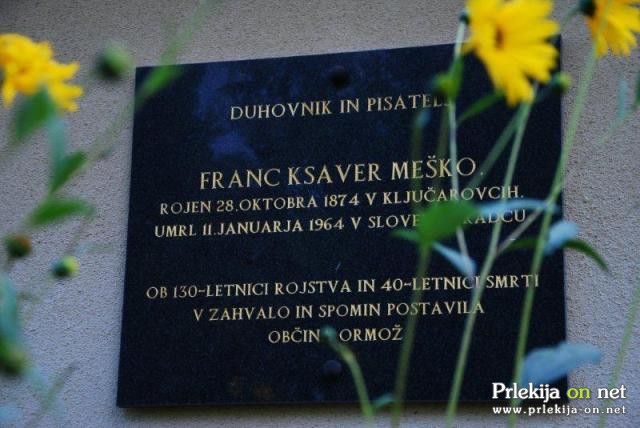 DUHOVNIK IN PISATELJ
FRANC KSAVER MEŠKO.
ROJEN 28.OKTOBRA 1874 V KLJUČAROVCIH.
UMRL 11.JANUARJA 1964 V
OB 130-LETNICI ROJSTVA IN 40-LETNICI SMRTI
V ZAHVALO IN SPOMIN POSTAVILA
OBČINA ORMOŽ
Prlekija on net
www.prlekija-on.net